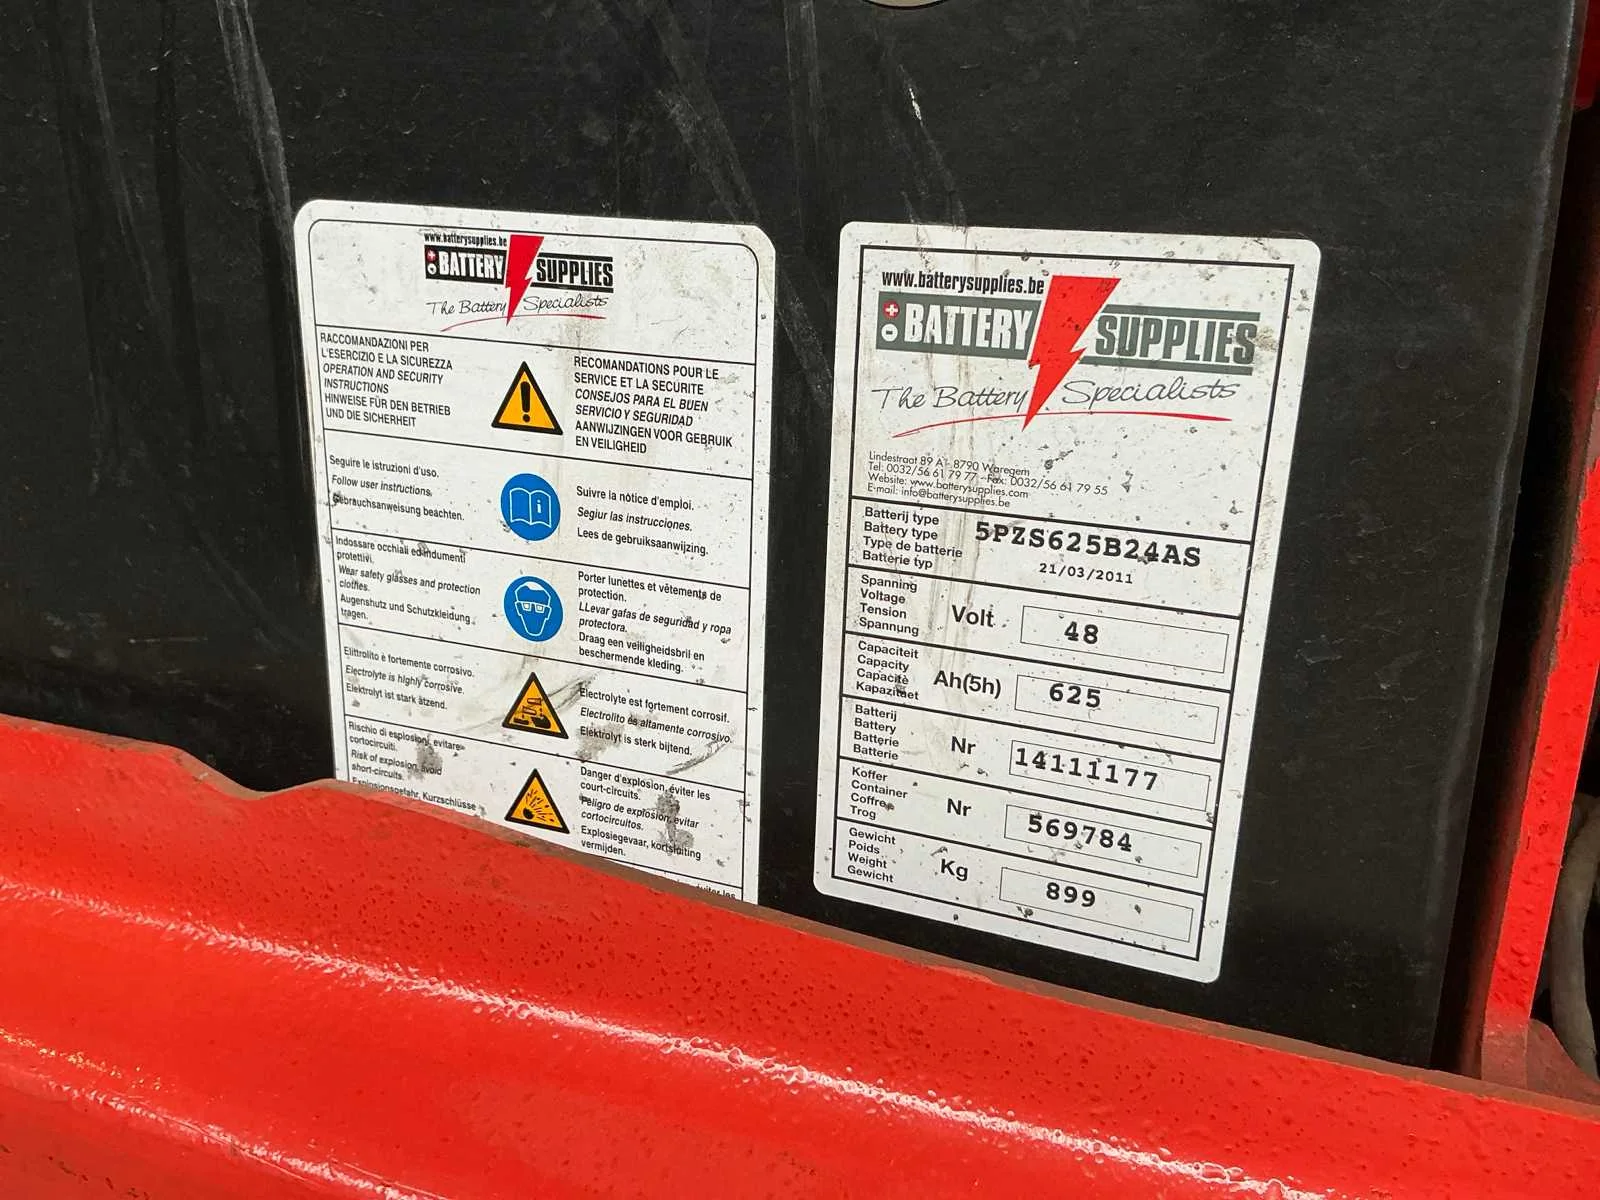 www.batterysupplies.be
BATTERY SUPPLIES
The Battery Specialists
RACCOMANDAZIONI PER
L'ESERCIZIO E LA SICUREZZA
OPERATION AND SECURITY
INSTRUCTIONS
HINWEISE FÜR DEN BETRIEB
UND DIE SICHERHEIT
RECOMANDATIONS POUR LE
SERVICE ET LA SECURITE
CONSEJOS PARA EL BUEN
SERVICIO Y SEGURIDAD
AANWIJZINGEN VOOR GEBRUIK
EN VEILIGHEID
Seguire le istruzioni d'uso.
Follow user instructions.
Gebrauchsanweisung beachten.
Suivre la notice d'emploi.
Segiur las instrucciones.
Lees de gebruiksaanwijzing.
Indossare occhiali ed indumenti
protettivi.
Wear safety glasses and protection
clothes.
Augenshutz und Schutzkleidung
tragen.
Porter lunettes et vêtements de
protection.
LLevar gafas de seguridad y ropa
protectora.
Draag een veiligheidsbril en
beschermende kleding.
Elittrolito è fortemente corrosivo.
Electrolyte is highly corrosive.
Elektrolyt ist stark ätzend.
Electrolyte est fortement corrosif.
Electrolito és altamente corrosivo.
Elektrolyt is sterk bijtend.
Rischio di esplosioni, evitare
cortocircuiti.
Risk of explosion, avoid
short-circuits.
Explosionsgefahr, Kurzschlüsse
Danger d'explosion, éviter les
court-circuits.
Peligro de explosion, evitar
cortocircuitos.
Explosiegevaar, kortsluiting
vermijden.
éviter les
www.batterysupplies.be
BATTERY SUPPLIES
The Battery Specialists
Lindestraat 89 A - 8790 Waregem
Tel: 0032/56 61 79 77 - Fax: 0032/56 61 79 55
Website: www.batterysupplies.com
E-mail: info@batterysupplies.be
Batterij type
Battery type
Type de batterie
Batterie typ
5PZS625B24AS
21/03/2011
Spanning
Voltage
Tension
Spannung
Volt
48
Capaciteit
Capacity
Capacité
Kapazitaet
Ah(5h)
625
Batterij
Battery
Batterie
Batterie
Nr
14111177
Koffer
Container
Coffre
Trog
Nr
569784
Gewicht
Poids
Weight
Gewicht
Kg
899